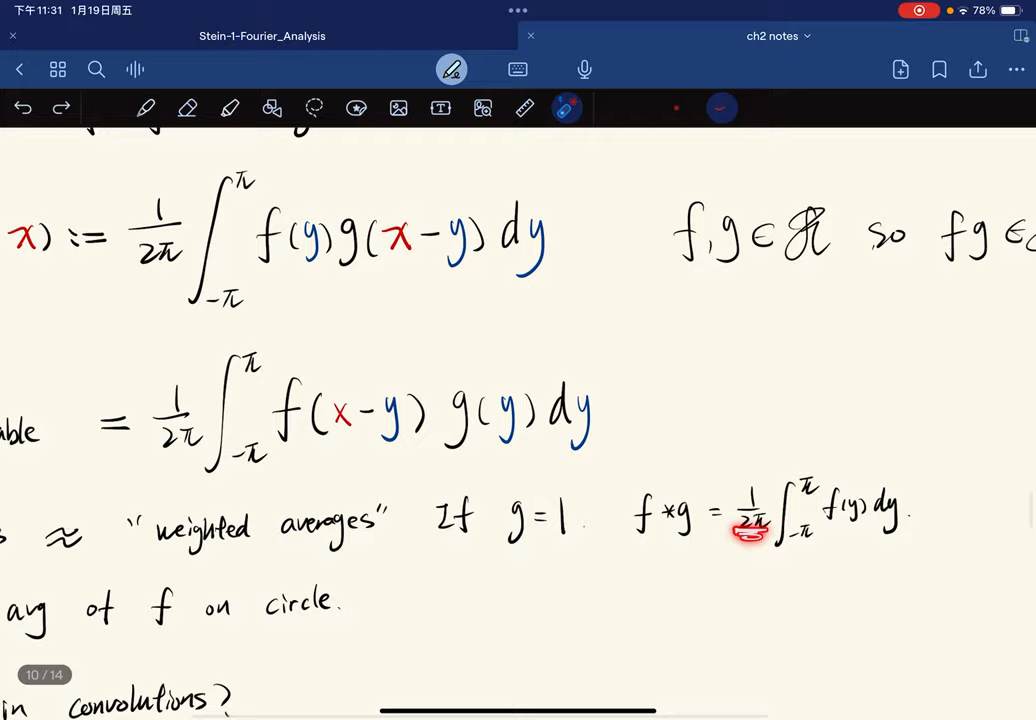 下午11:31 1月19日周五 78%
Stein-1-Fourier_Analysis ch2 notes
x) := 1/2π ∫_{-π}^{π} f(y) g(x-y) dy f, g ∈ ℛ so fg ∈
= 1/2π ∫_{-π}^{π} f(x-y) g(y) dy
≈ "weighted averages" If g = 1. f * g = 1/2π ∫_{-π}^{π} f(y) dy.
avg of f on circle.
10 / 14
in convolutions?